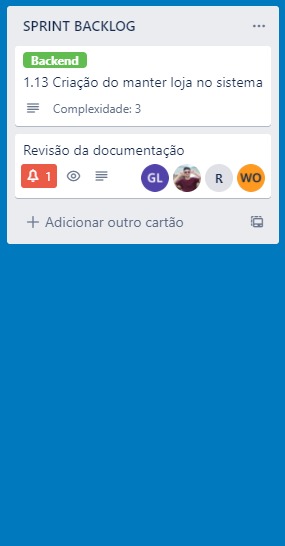 SPRINT BACKLOG
Backend
1.13 Criação do manter loja no sistema
Complexidade: 3
Revisão da documentação
1
GL
R
WO
Adicionar outro cartão